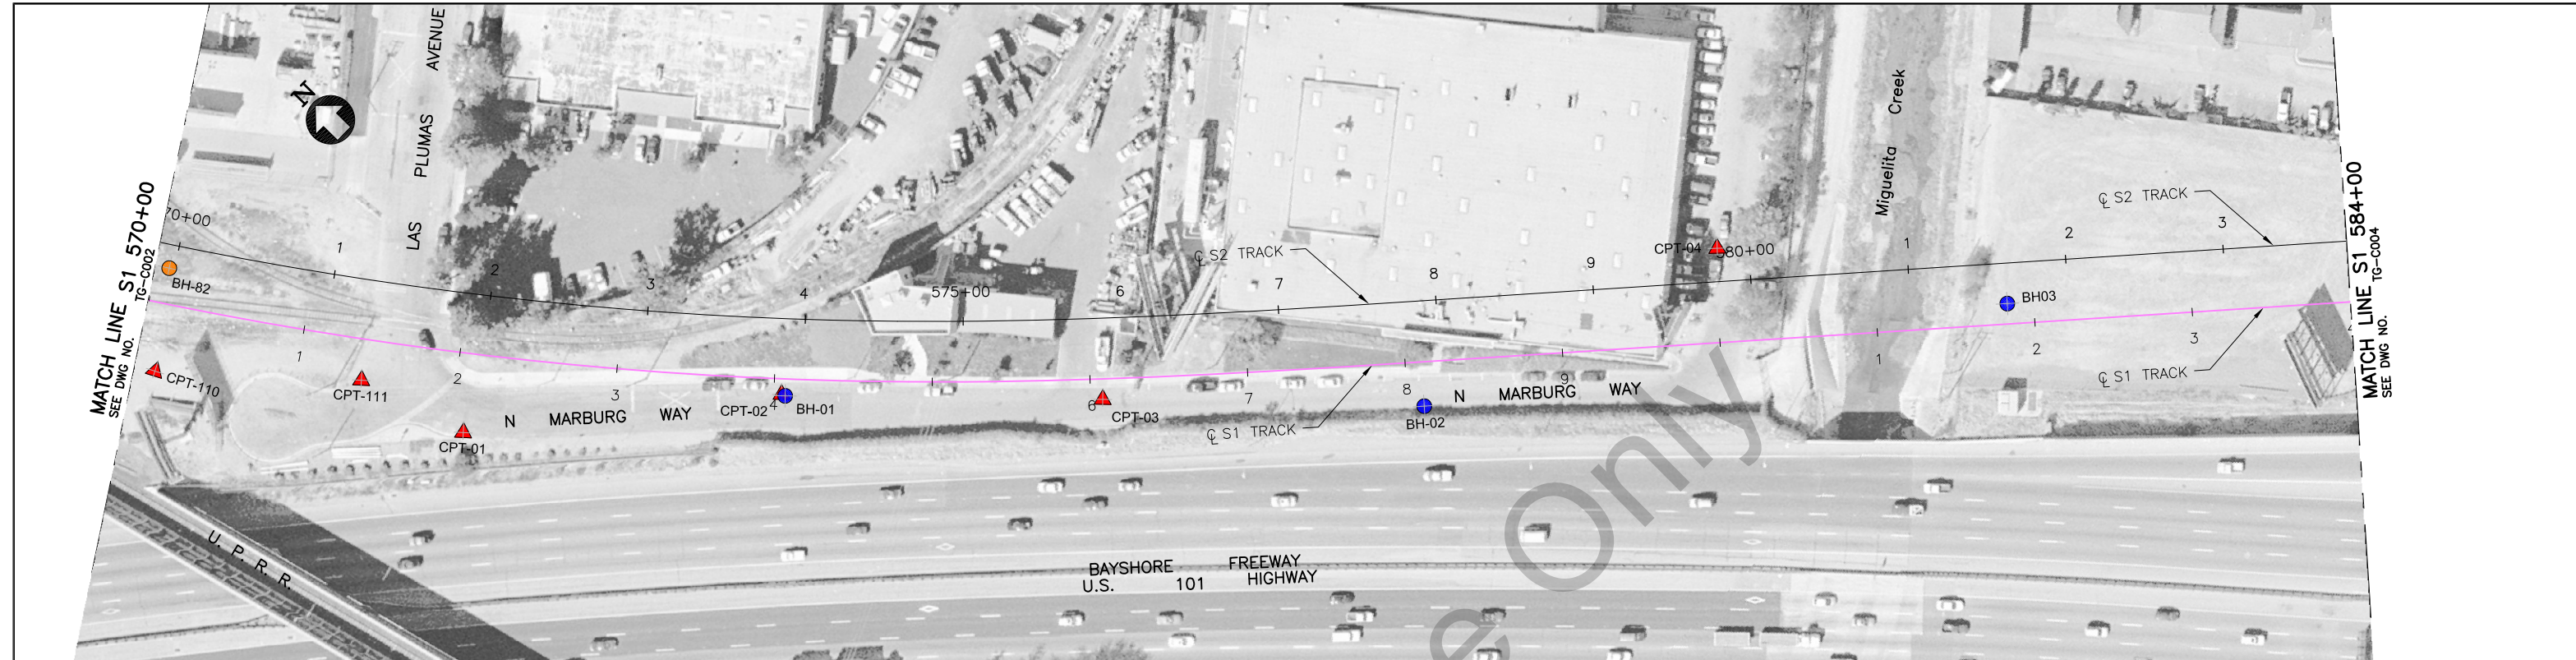 AVENUE
PLUMAS
LAS
N
Miguelita Creek
MATCH LINE S1 570+00
SEE DWG NO. TG-C002
70+00
1
2
3
4
575+00
6
7
8
9
580+00
1
2
3
℄ S2 TRACK
℄ S2 TRACK
MATCH LINE S1 584+00
SEE DWG NO. TG-C004
BH-82
CPT-04
BH03
1
2
3
4
6
7
8
9
1
2
3
CPT-110
CPT-111
CPT-01
CPT-02
BH-01
CPT-03
BH-02
N MARBURG WAY
N MARBURG WAY
℄ S1 TRACK
℄ S1 TRACK
U. P. R. R.
BAYSHORE FREEWAY
U.S. 101 HIGHWAY
e Only